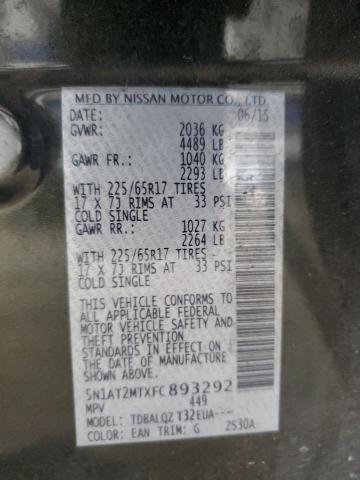 MFD BY NISSAN MOTOR CO., LTD.
DATE: 06/15
GVWR: 2036 KG
4489 LB
GAWR FR.: 1040 KG
2293 LB
WITH 225/65R17 TIRES
17 X 7J RIMS AT 33 PSI
COLD SINGLE
GAWR RR.: 1027 KG
2264 LB
WITH 225/65R17 TIRES -
17 X 7J RIMS AT 33 PSI
COLD SINGLE
THIS VEHICLE CONFORMS TO
ALL APPLICABLE FEDERAL
MOTOR VEHICLE SAFETY AND
THEFT PREVENTION
STANDARDS IN EFFECT ON
THE DATE OF MANUFACTURE
SHOWN ABOVE.
5N1AT2MTXFC893292
MPV 449
MODEL: TDBALQZ T32EUA----
COLOR: EAN TRIM: G 2S30A